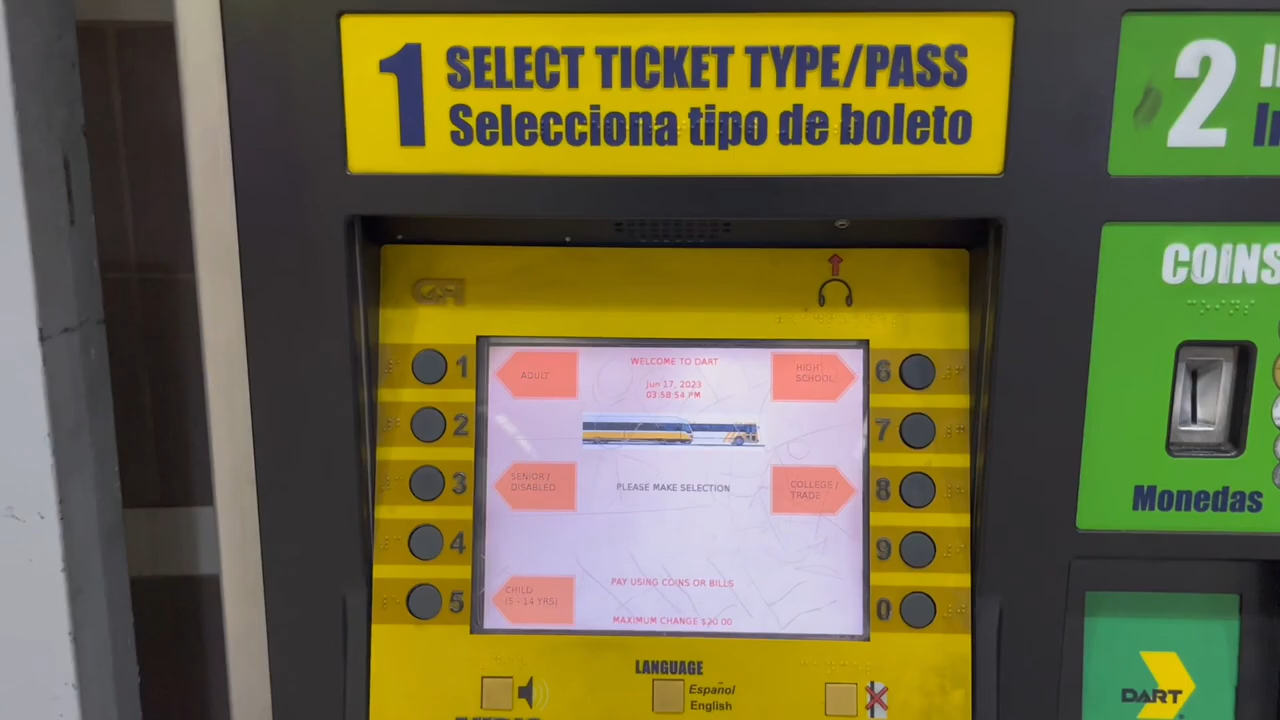 1 SELECT TICKET TYPE/PASS
Selecciona tipo de boleto
2
COINS
Monedas
DART
1
2
3
4
5
6
7
8
9
0
WELCOME TO DART
Jun 17, 2023
03:58:54 PM
ADULT
HIGH
SCHOOL
SENIOR /
DISABLED
PLEASE MAKE SELECTION
COLLEGE /
TRADE
CHILD
(5 - 14 YRS)
PAY USING COINS OR BILLS
MAXIMUM CHANGE $20.00
LANGUAGE
Español
English